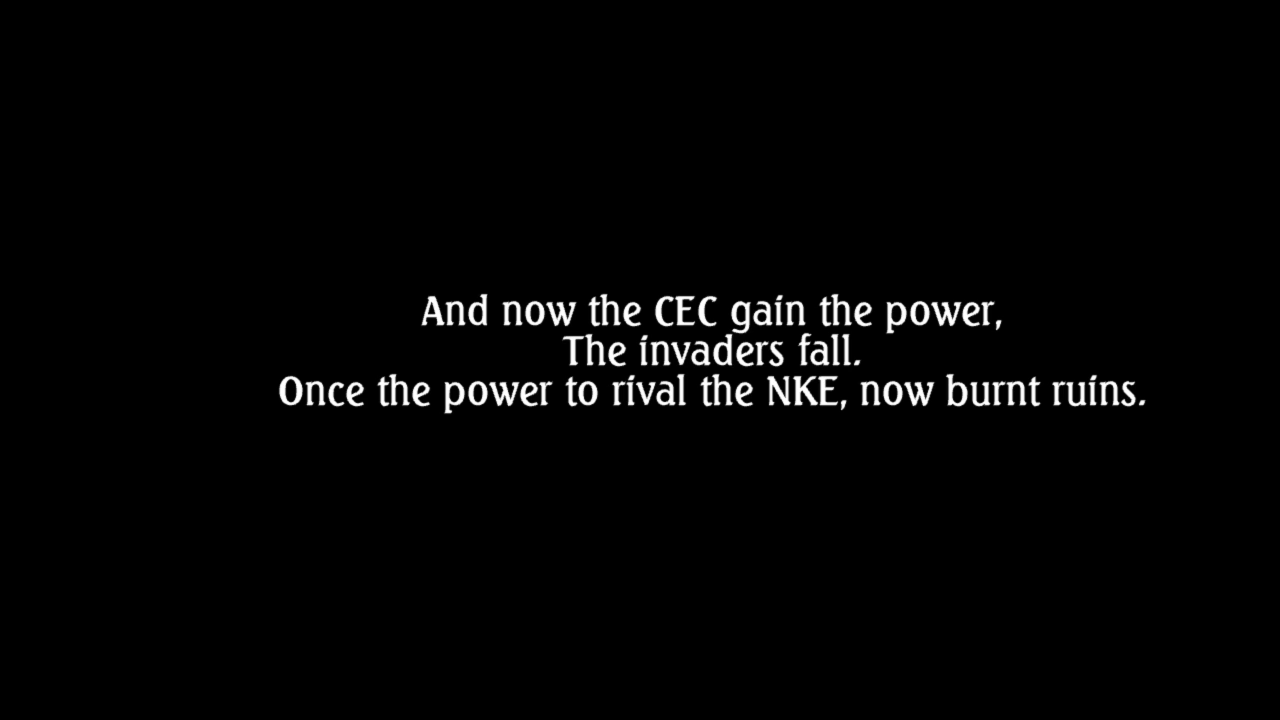 And now the CEC gain the power,
The invaders fall.
Once the power to rival the NKE, now burnt ruins.